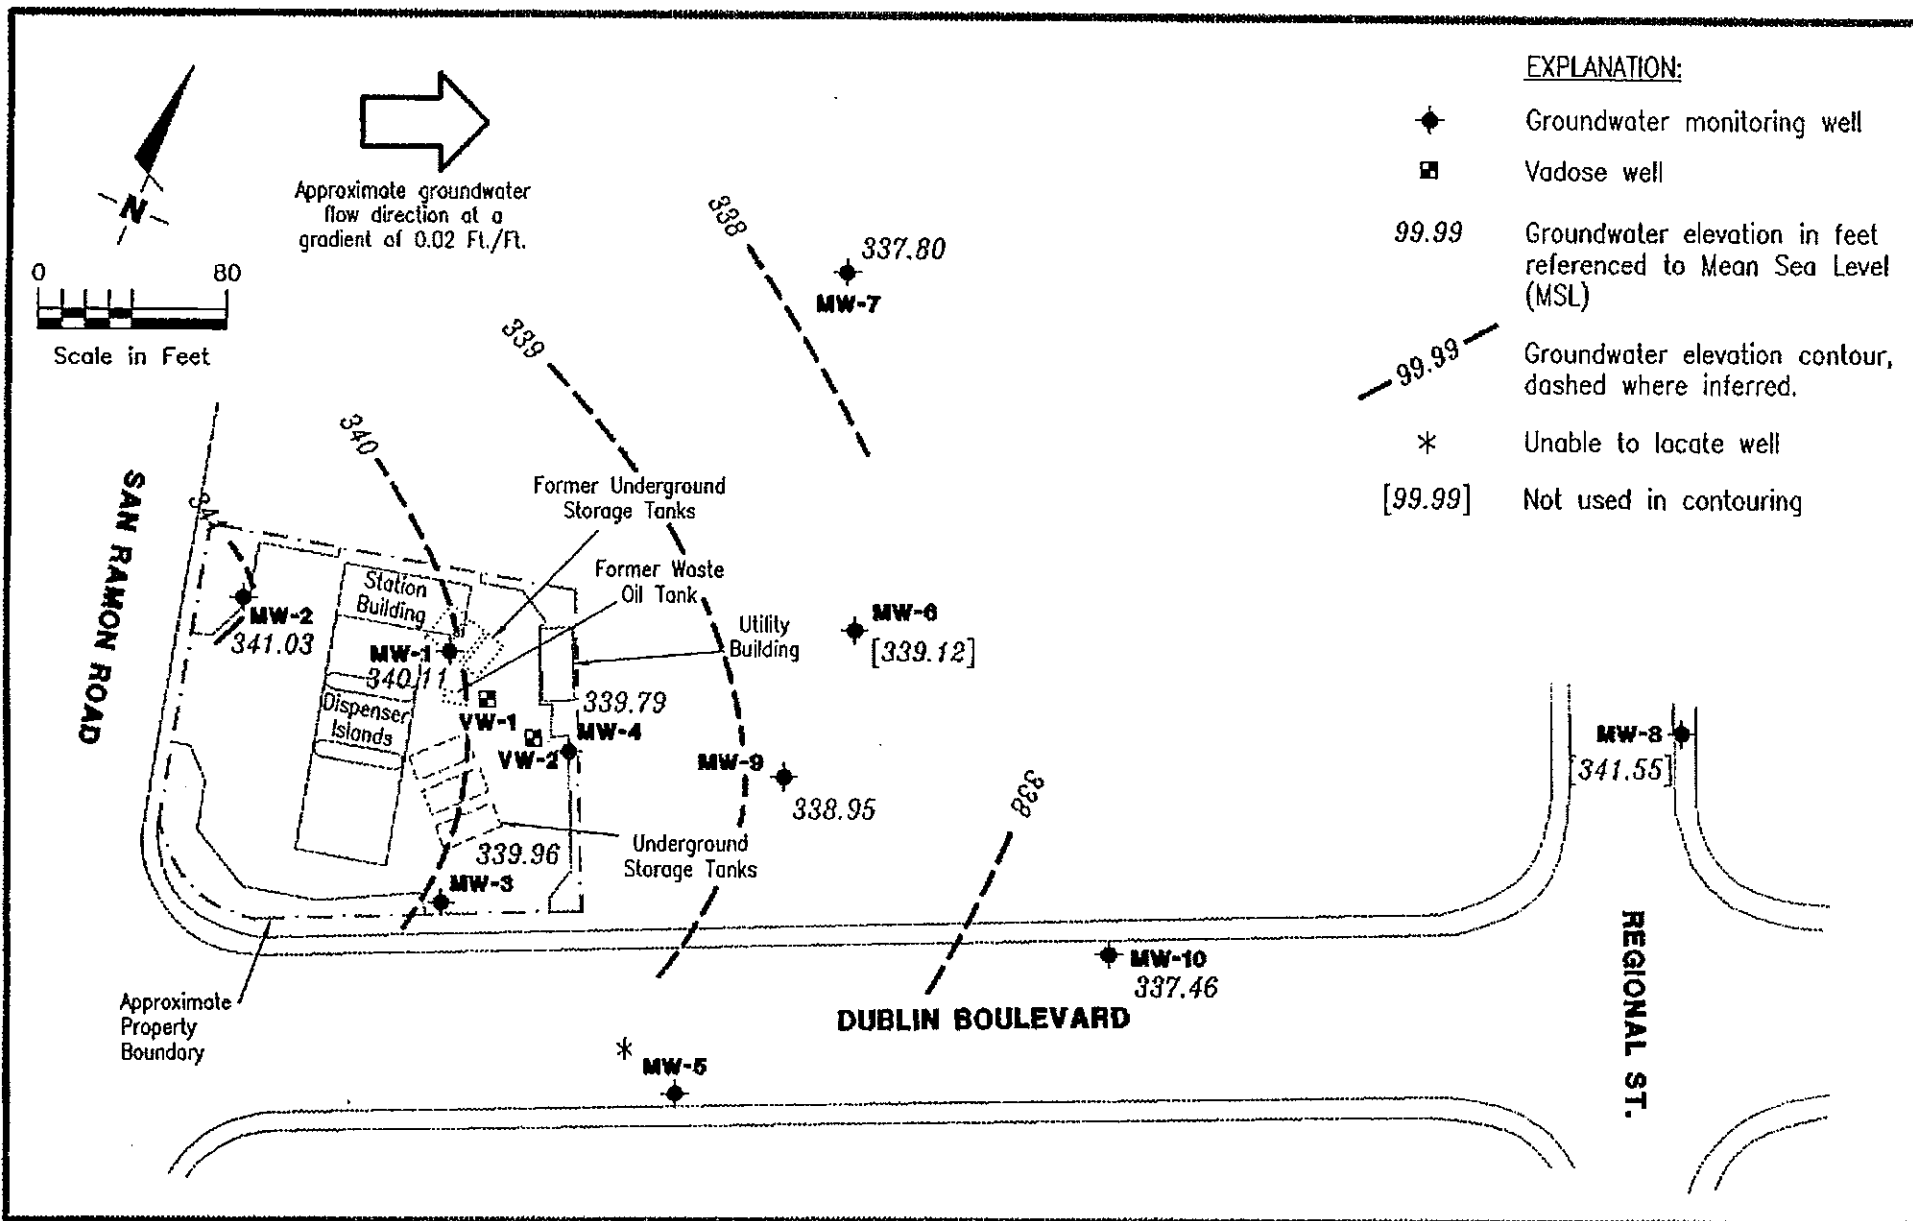 EXPLANATION:
Groundwater monitoring well
Vadose well
99.99
Groundwater elevation in feet
referenced to Mean Sea Level
(MSL)
99.99
Groundwater elevation contour,
dashed where inferred.
*
Unable to locate well
[99.99]
Not used in contouring
N
Approximate groundwater
flow direction at a
gradient of 0.02 Ft./Ft.
0 80
Scale in Feet
338
337.80
MW-7
339
340
SAN RAMON ROAD
Former Underground
Storage Tanks
Station
Building
Former Waste
Oil Tank
MW-2
341.03
MW-1
340.11
Utility
Building
MW-6
[339.12]
339.79
Dispenser
Islands
VW-1
VW-2
MW-4
MW-9
338.95
MW-8
[341.55]
338
339.96
Underground
Storage Tanks
MW-3
MW-10
337.46
REGIONAL ST.
Approximate
Property
Boundary
DUBLIN BOULEVARD
*
MW-5